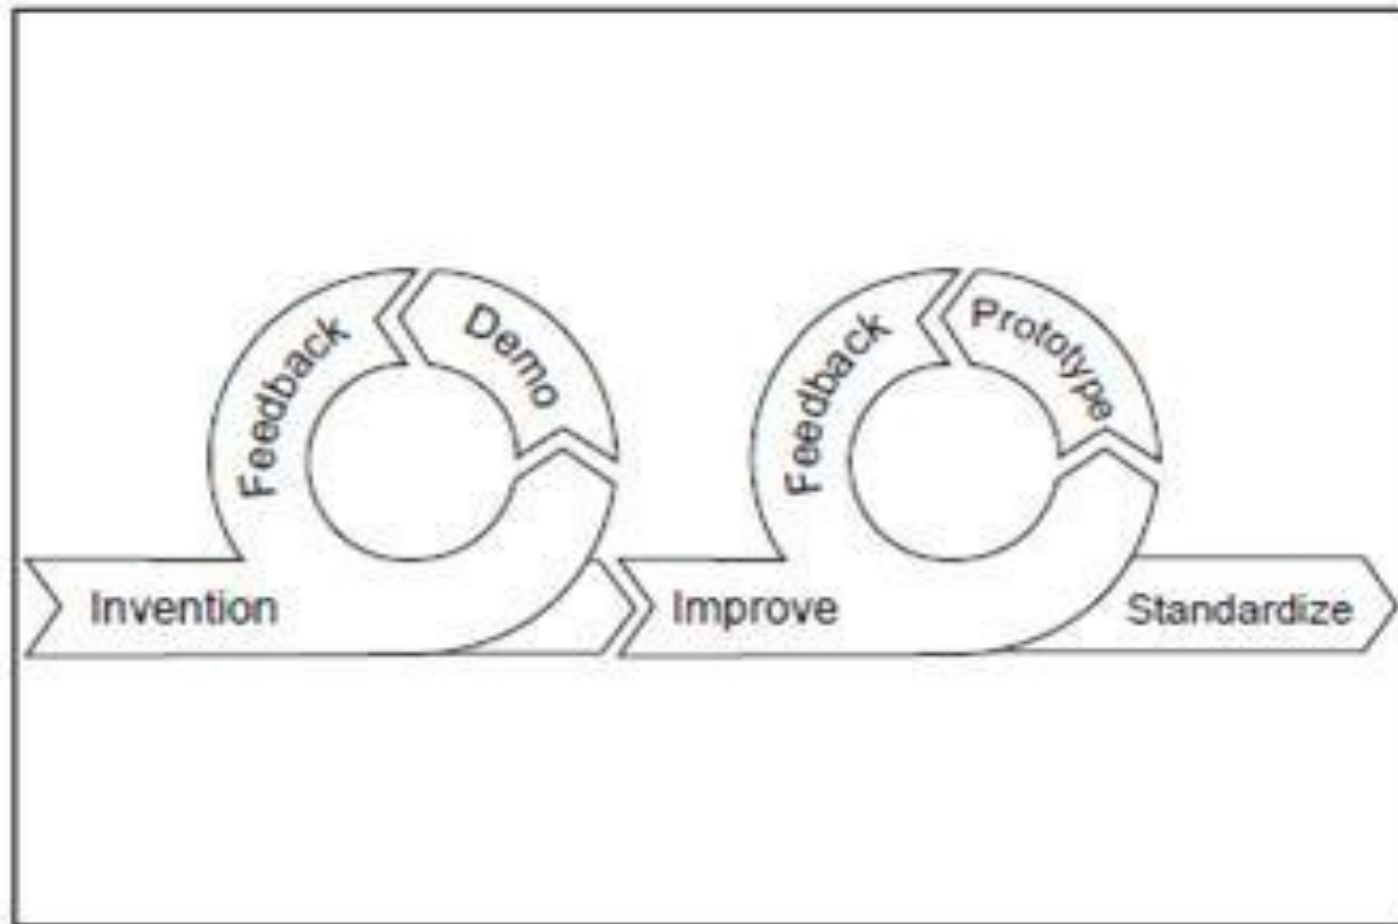 Feedback
Demo
Feedback
Prototype
Invention
Improve
Standardize